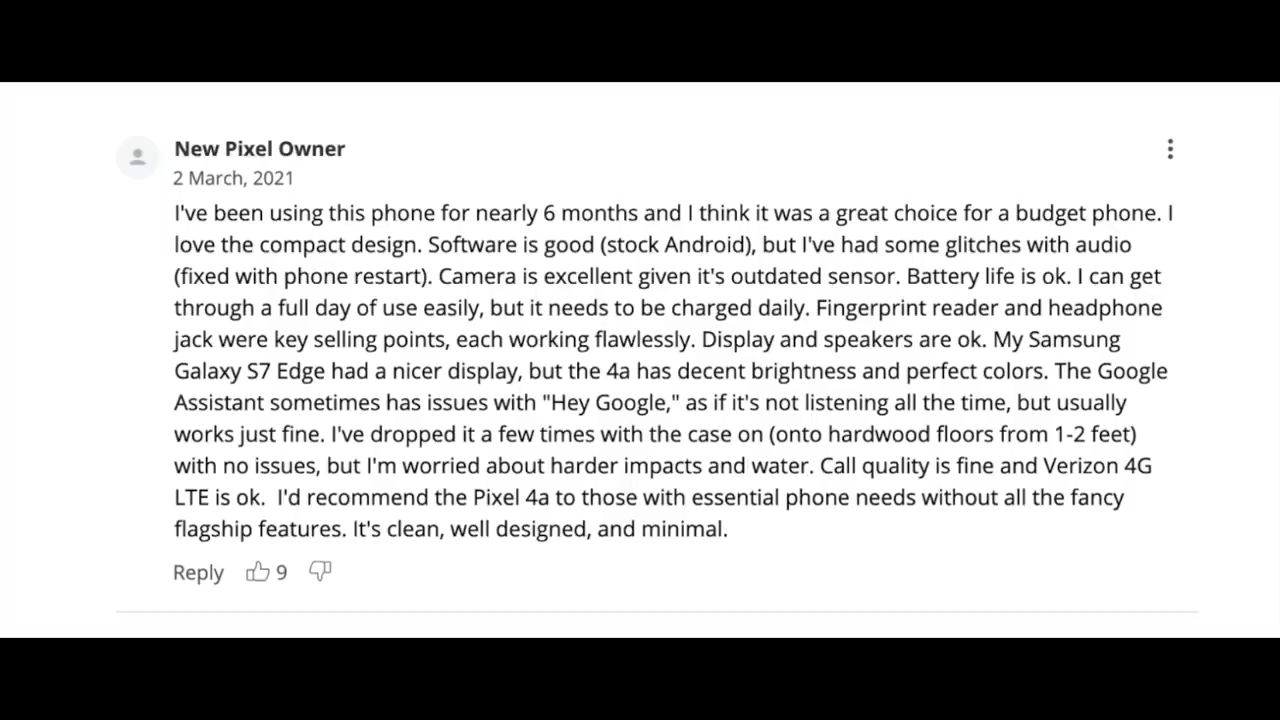 New Pixel Owner
2 March, 2021
I've been using this phone for nearly 6 months and I think it was a great choice for a budget phone. I
love the compact design. Software is good (stock Android), but I've had some glitches with audio
(fixed with phone restart). Camera is excellent given it's outdated sensor. Battery life is ok. I can get
through a full day of use easily, but it needs to be charged daily. Fingerprint reader and headphone
jack were key selling points, each working flawlessly. Display and speakers are ok. My Samsung
Galaxy S7 Edge had a nicer display, but the 4a has decent brightness and perfect colors. The Google
Assistant sometimes has issues with "Hey Google," as if it's not listening all the time, but usually
works just fine. I've dropped it a few times with the case on (onto hardwood floors from 1-2 feet)
with no issues, but I'm worried about harder impacts and water. Call quality is fine and Verizon 4G
LTE is ok.  I'd recommend the Pixel 4a to those with essential phone needs without all the fancy
flagship features. It's clean, well designed, and minimal.
Reply 9